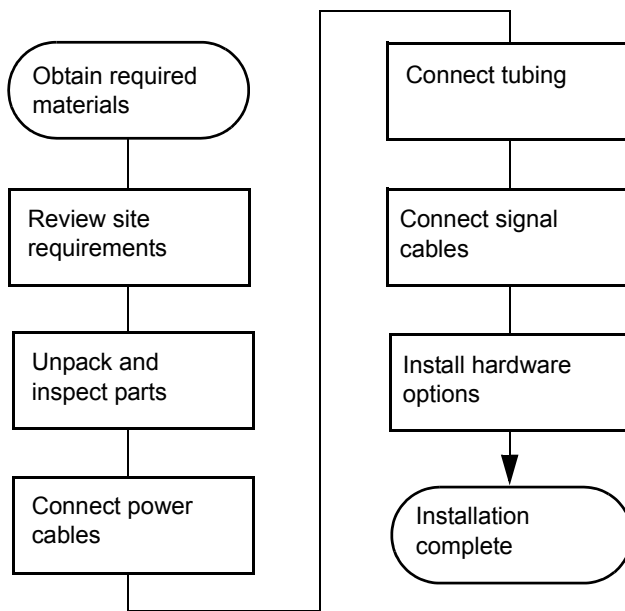 Obtain required
materials
Review site
requirements
Unpack and
inspect parts
Connect power
cables
Connect tubing
Connect signal
cables
Install hardware
options
Installation
complete